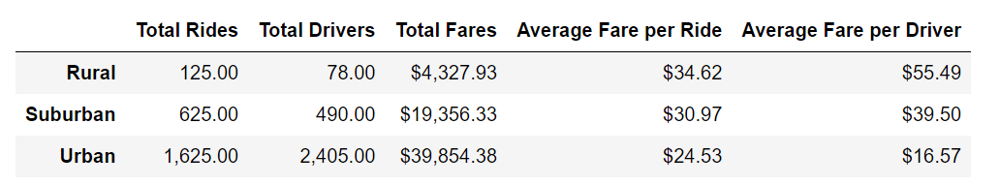 Total Rides Total Drivers Total Fares Average Fare per Ride Average Fare per Driver
Rural 125.00 78.00 $4,327.93 $34.62 $55.49
Suburban 625.00 490.00 $19,356.33 $30.97 $39.50
Urban 1,625.00 2,405.00 $39,854.38 $24.53 $16.57